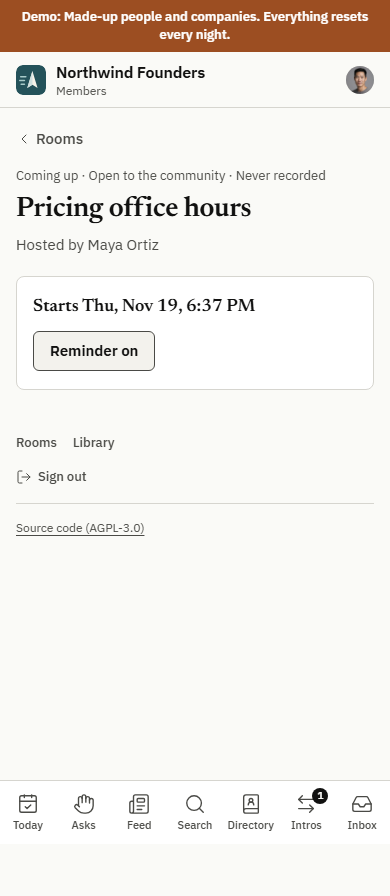 Demo: Made-up people and companies. Everything resets
every night.
Northwind Founders
Members
Rooms
Coming up · Open to the community · Never recorded
Pricing office hours
Hosted by Maya Ortiz
Starts Thu, Nov 19, 6:37 PM
Reminder on
Rooms Library
Sign out
Source code (AGPL-3.0)
1
Today Asks Feed Search Directory Intros Inbox